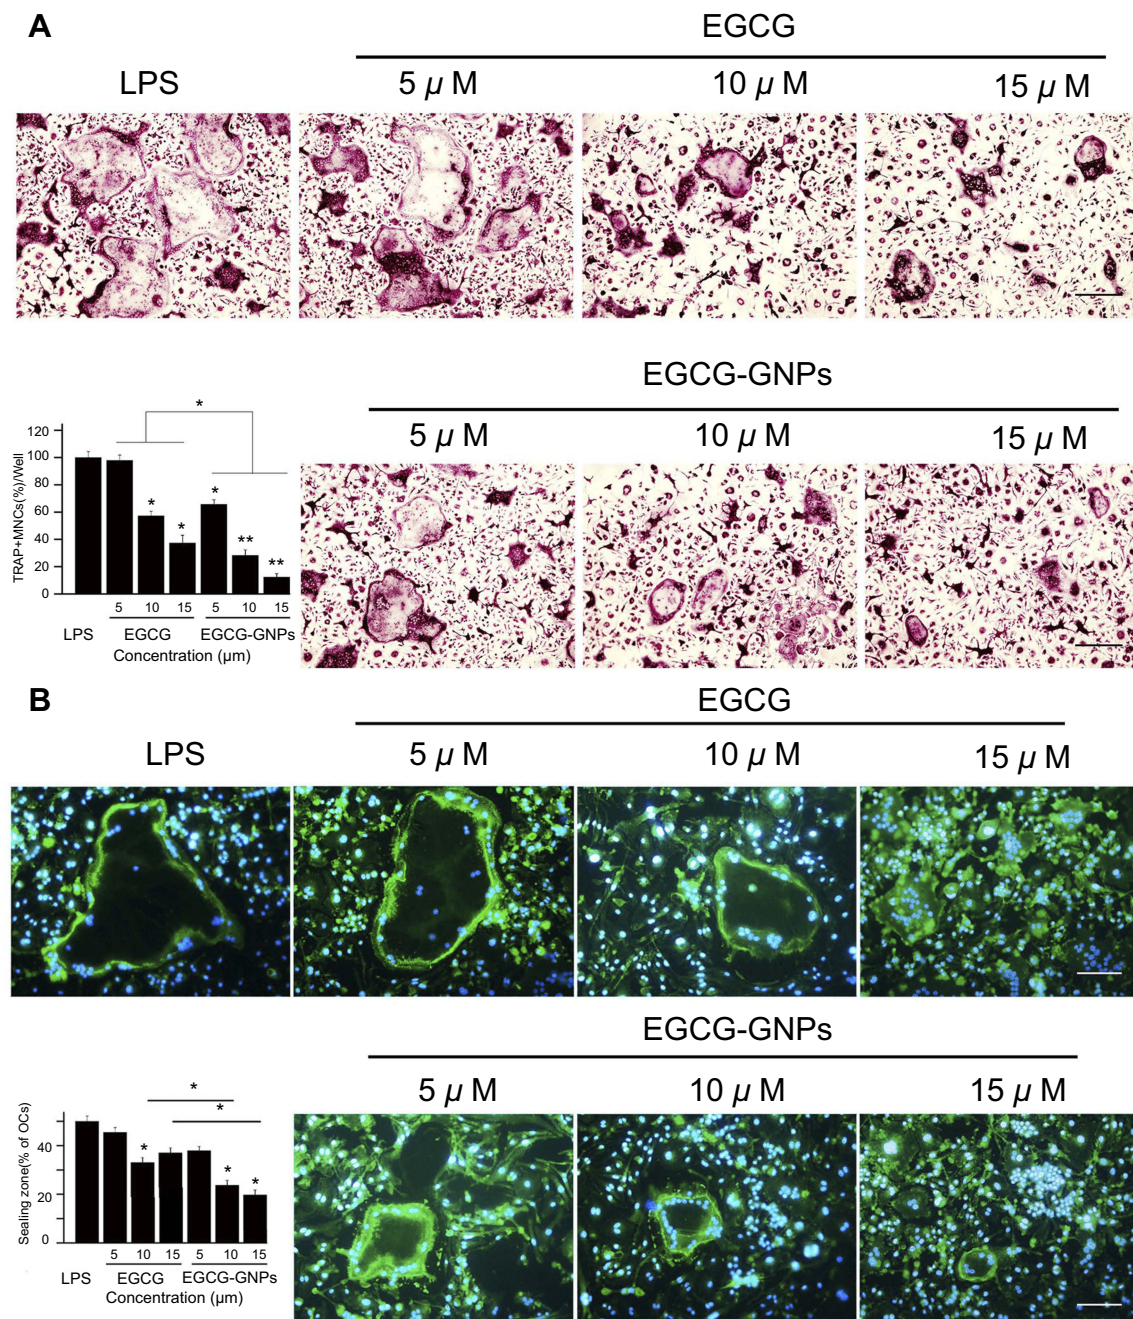 A
EGCG
LPS
5 µ M
10 µ M
15 µ M
EGCG-GNPs
5 µ M
10 µ M
15 µ M
TRAP+MNCs(%)/Well
120
100
80
60
40
20
0
*
*
*
*
**
**
5
10
15
5
10
15
LPS
EGCG
EGCG-GNPs
Concentration (µm)
B
EGCG
LPS
5 µ M
10 µ M
15 µ M
EGCG-GNPs
5 µ M
10 µ M
15 µ M
Sealing zone(% of OCs)
40
20
0
*
*
*
*
*
5
10
15
5
10
15
LPS
EGCG
EGCG-GNPs
Concentration (µm)